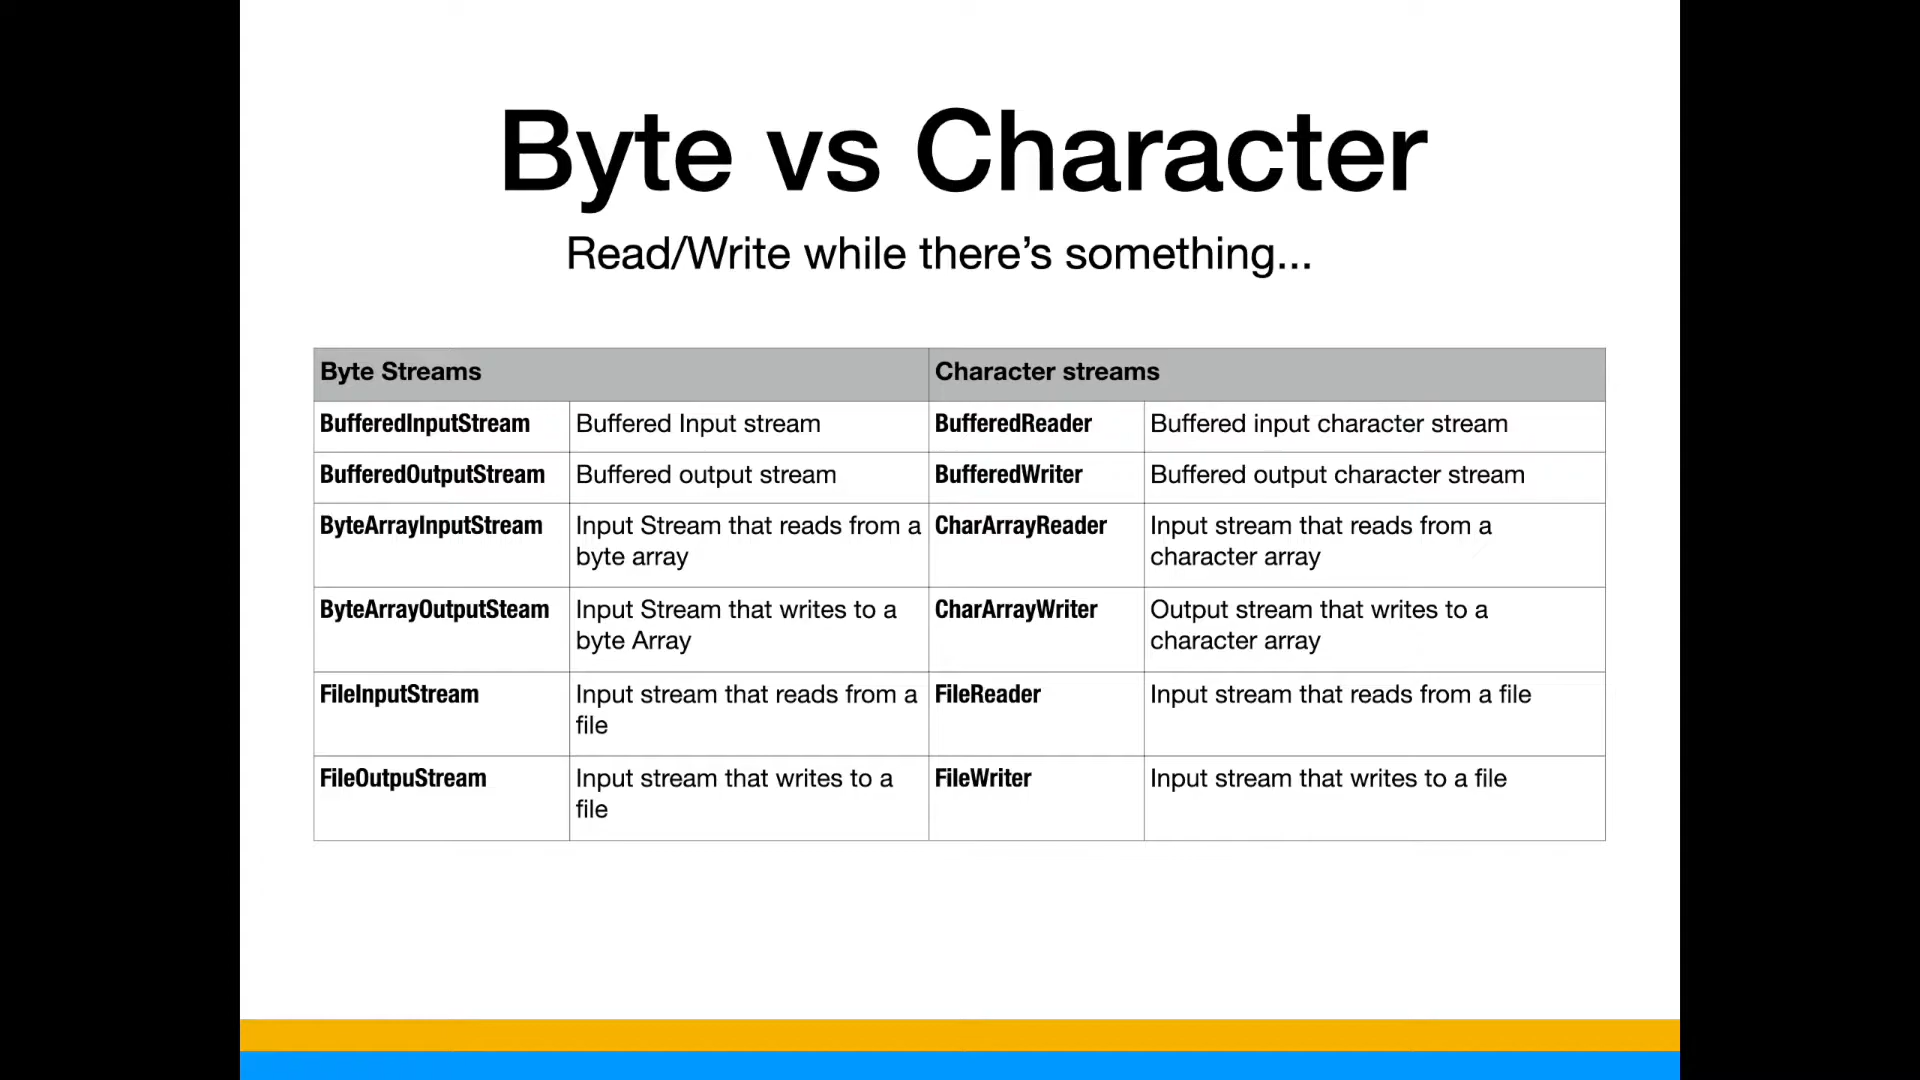 Byte vs Character
Read/Write while there's something...
Byte Streams
Character streams
BufferedInputStream
Buffered Input stream
BufferedReader
Buffered input character stream
BufferedOutputStream
Buffered output stream
BufferedWriter
Buffered output character stream
ByteArrayInputStream
Input Stream that reads from a
byte array
CharArrayReader
Input stream that reads from a
character array
ByteArrayOutputSteam
Input Stream that writes to a
byte Array
CharArrayWriter
Output stream that writes to a
character array
FileInputStream
Input stream that reads from a
file
FileReader
Input stream that reads from a file
FileOutpuStream
Input stream that writes to a
file
FileWriter
Input stream that writes to a file